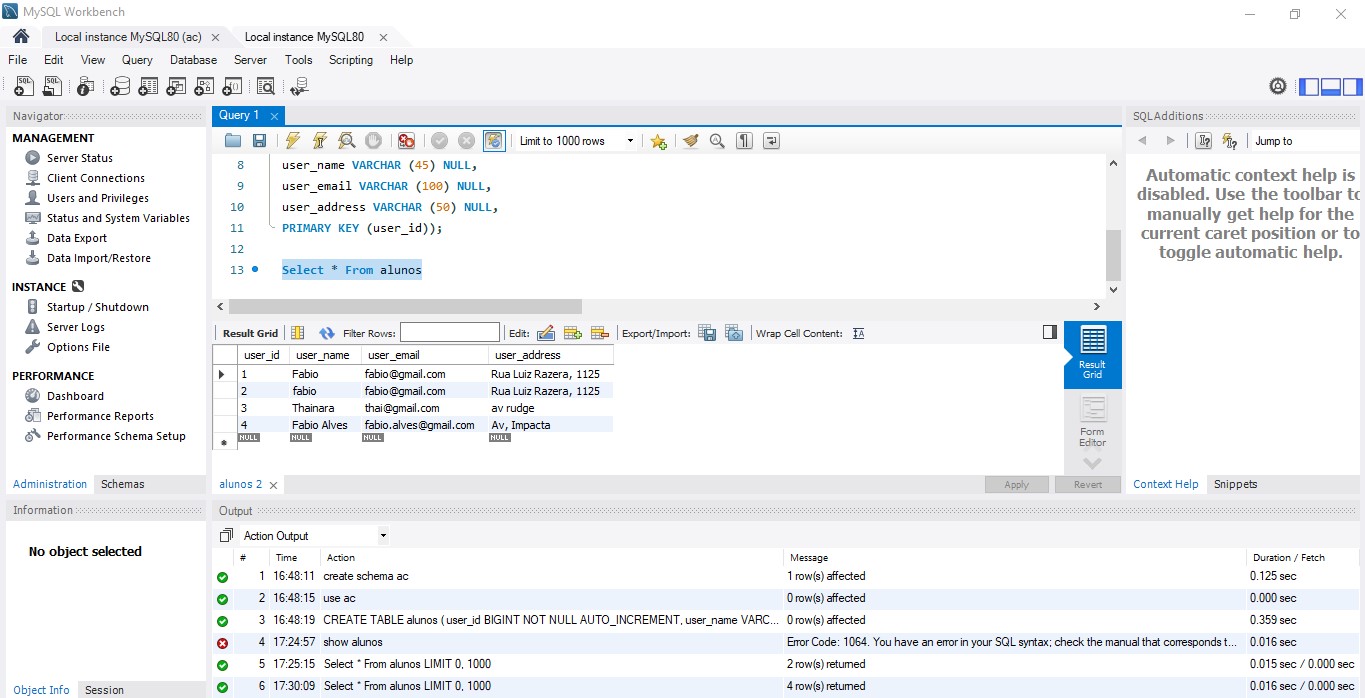 MySQL Workbench
Local instance MySQL80 (ac) Local instance MySQL80
File Edit View Query Database Server Tools Scripting Help
Navigator
MANAGEMENT
Server Status
Client Connections
Users and Privileges
Status and System Variables
Data Export
Data Import/Restore
INSTANCE
Startup / Shutdown
Server Logs
Options File
PERFORMANCE
Dashboard
Performance Reports
Performance Schema Setup
Administration Schemas
Information
No object selected
Object Info Session
Query 1
Limit to 1000 rows
8 user_name VARCHAR (45) NULL,
9 user_email VARCHAR (100) NULL,
10 user_address VARCHAR (50) NULL,
11 PRIMARY KEY (user_id));
12
13 Select * From alunos
Result Grid Filter Rows: Edit: Export/Import: Wrap Cell Content:
user_id user_name user_email user_address
1 Fabio fabio@gmail.com Rua Luiz Razera, 1125
2 fabio fabio@gmail.com Rua Luiz Razera, 1125
3 Thainara thai@gmail.com av rudge
4 Fabio Alves fabio.alves@gmail.com Av, Impacta
NULL NULL NULL NULL
Result
Grid
Form
Editor
alunos 2 Apply Revert
SQLAdditions
Jump to
Automatic context help is
disabled. Use the toolbar to
manually get help for the
current caret position or to
toggle automatic help.
Context Help Snippets
Output
Action Output
# Time Action Message Duration / Fetch
1 16:48:11 create schema ac 1 row(s) affected 0.125 sec
2 16:48:15 use ac 0 row(s) affected 0.000 sec
3 16:48:19 CREATE TABLE alunos ( user_id BIGINT NOT NULL AUTO_INCREMENT, user_name VARC... 0 row(s) affected 0.359 sec
4 17:24:57 show alunos Error Code: 1064. You have an error in your SQL syntax; check the manual that corresponds t... 0.016 sec
5 17:25:15 Select * From alunos LIMIT 0, 1000 2 row(s) returned 0.015 sec / 0.000 sec
6 17:30:09 Select * From alunos LIMIT 0, 1000 4 row(s) returned 0.016 sec / 0.000 sec